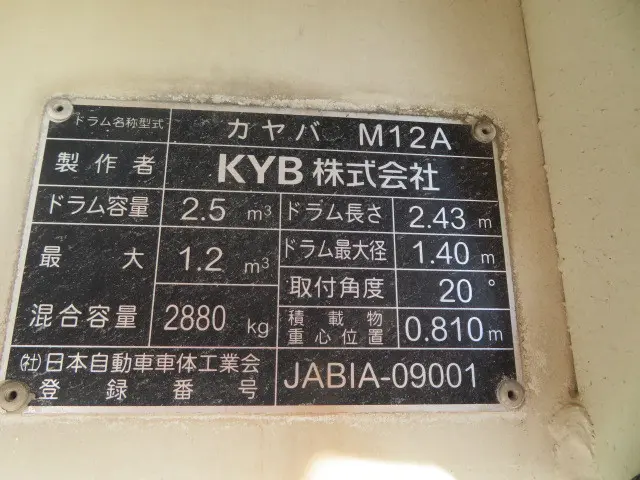 ドラム名称型式 カヤバ M12A
製作者 KYB株式会社
ドラム容量 2.5 m³ ドラム長さ 2.43 m
最大 1.2 m³ ドラム最大径 1.40 m
取付角度 20°
混合容量 2880 kg 積載物重心位置 0.810m
(社)日本自動車車体工業会
登録番号 JABIA-09001